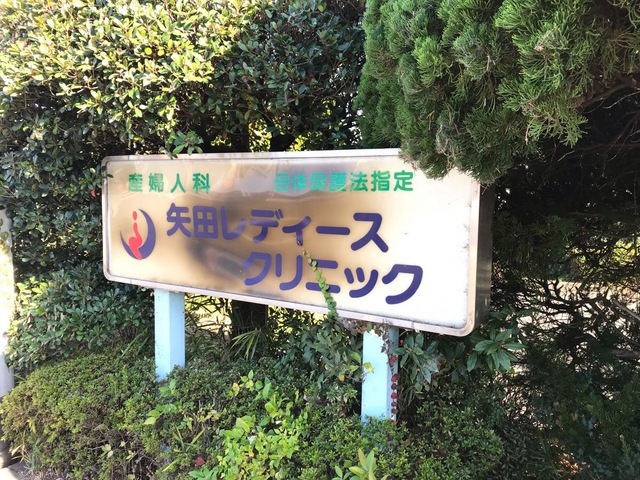 産婦人科 母体保護法指定
矢田レディース
クリニック